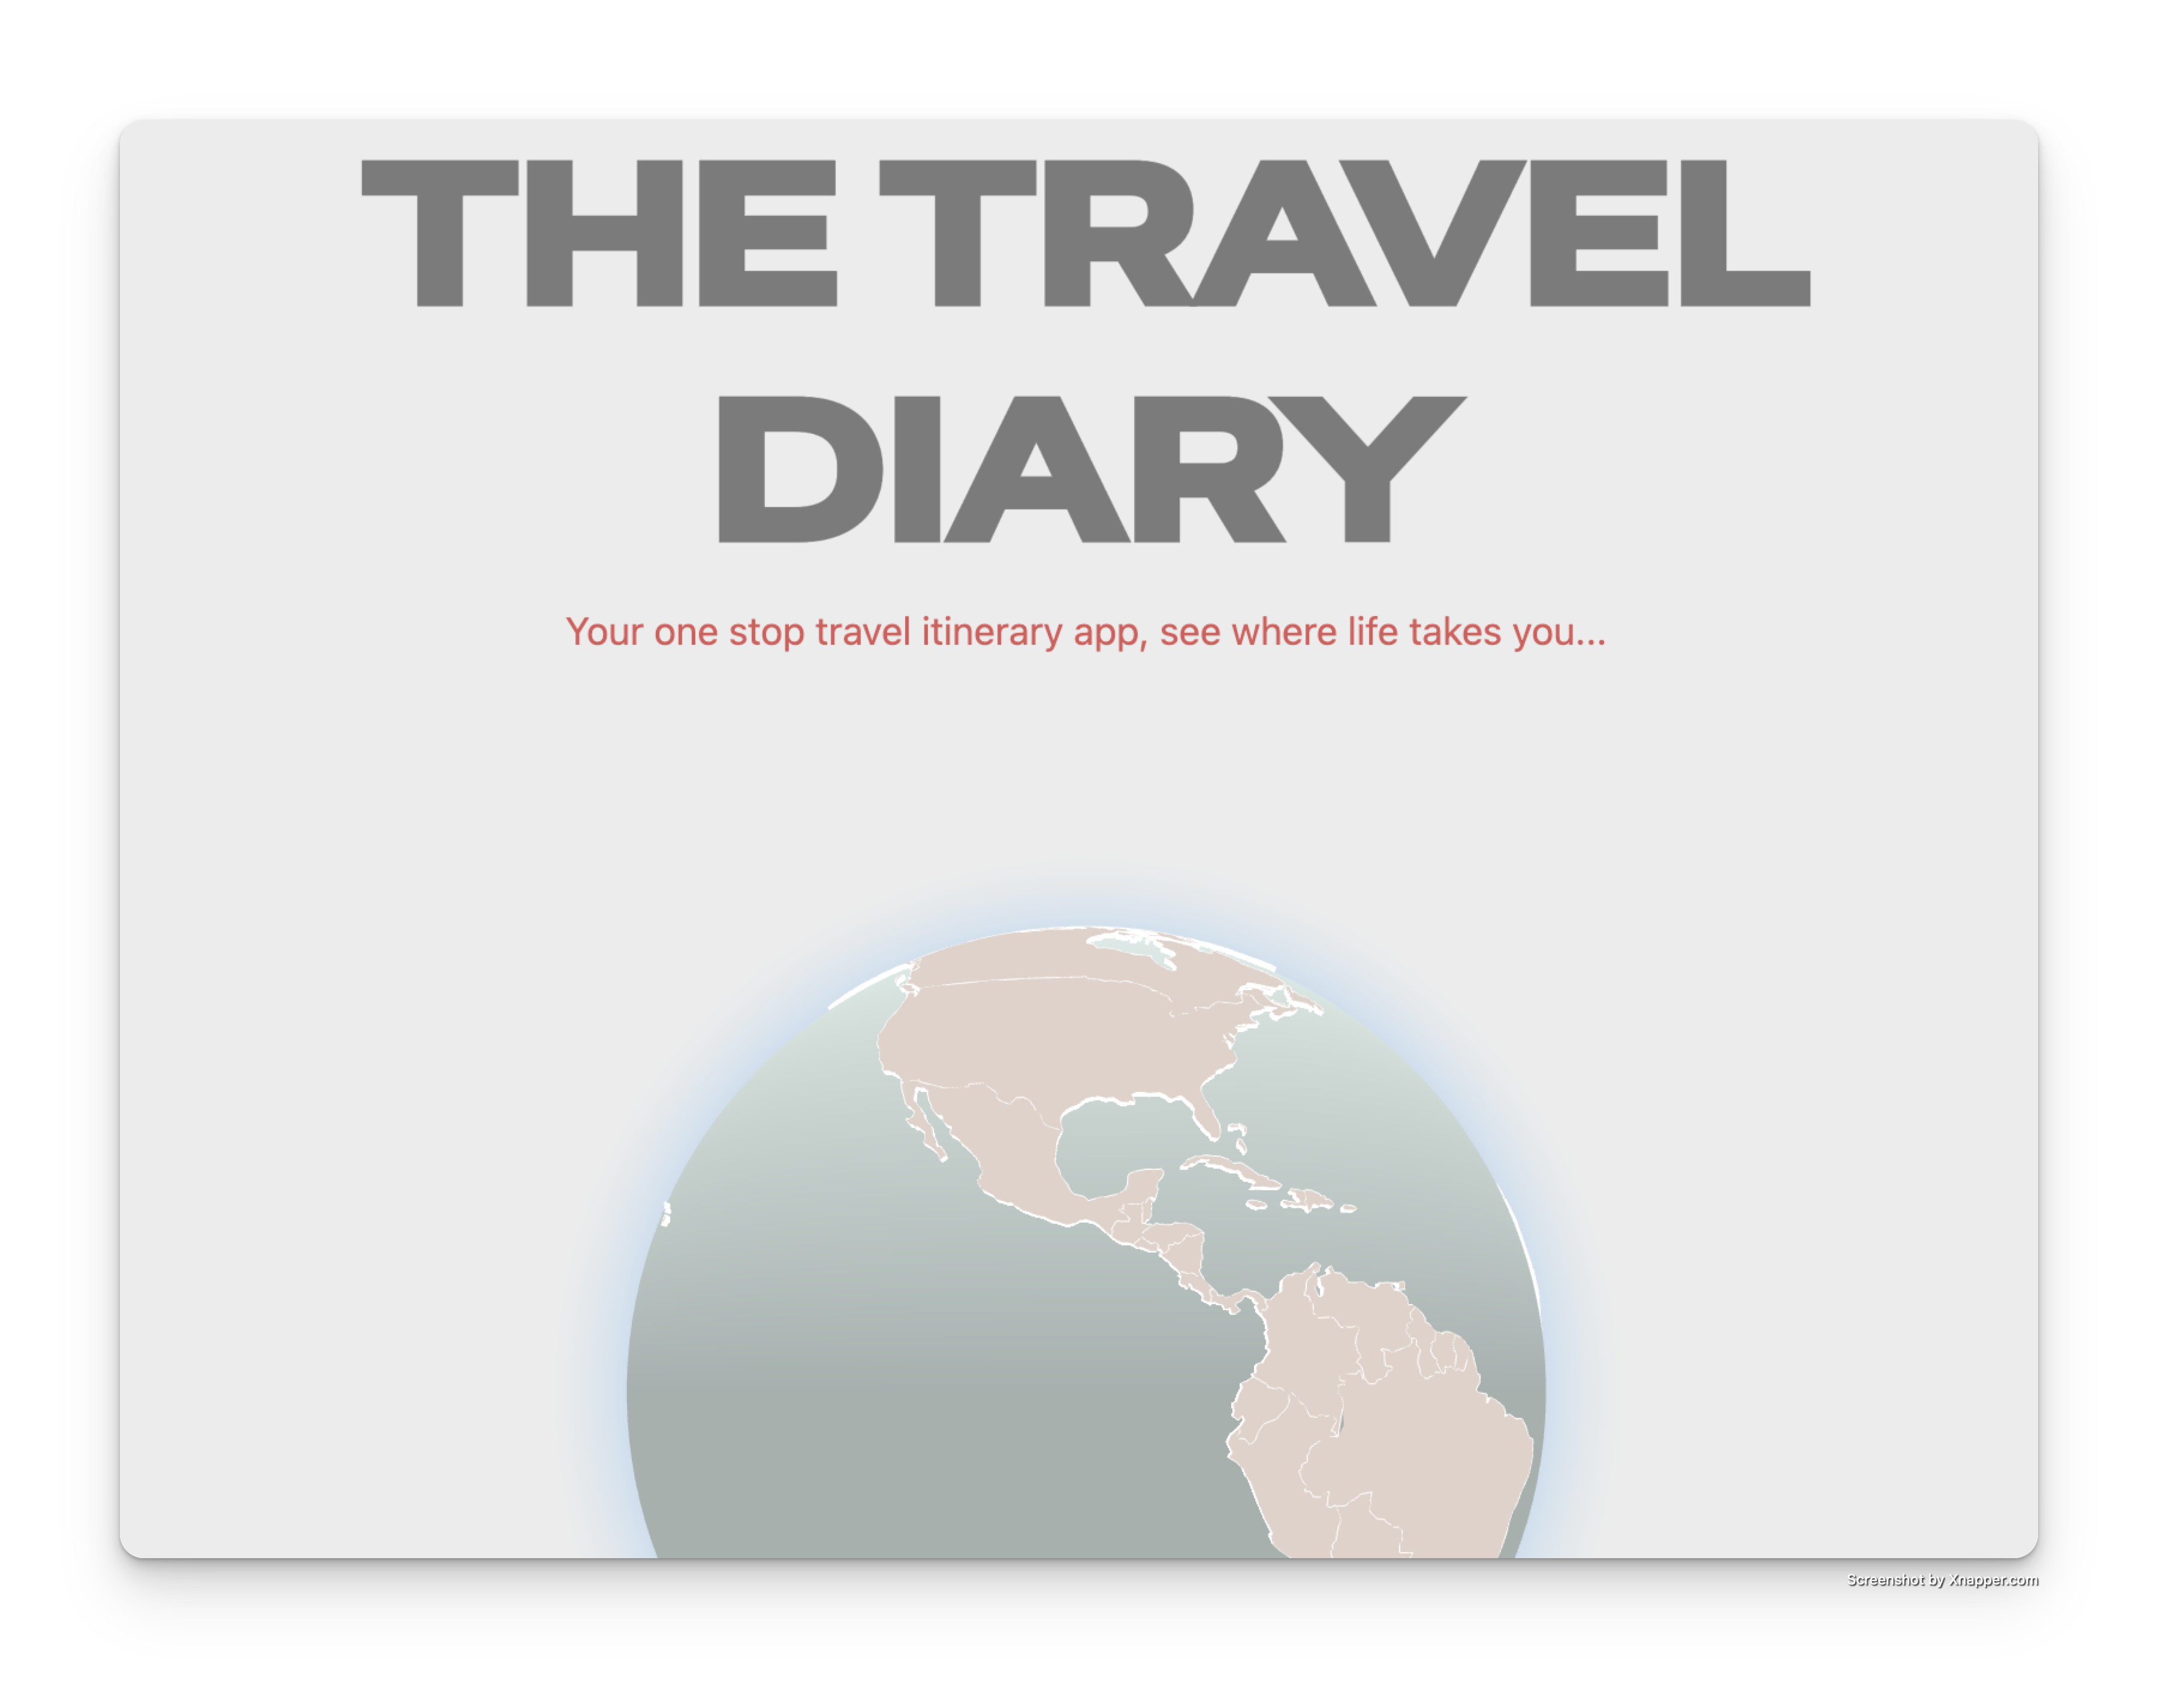 THE TRAVEL
DIARY
Your one stop travel itinerary app, see where life takes you...
Screenshot by Xnapper.com